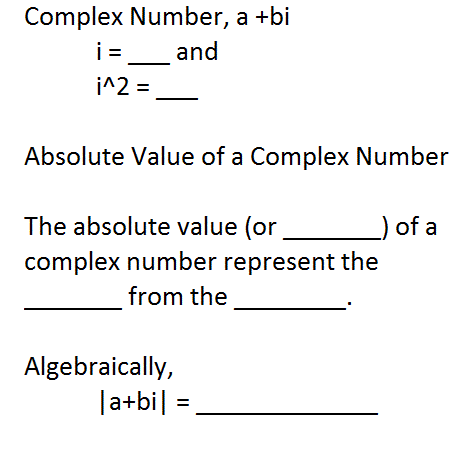 Complex Number, a +bi
i = ___ and
i^2 = ___
Absolute Value of a Complex Number
The absolute value (or _______) of a
complex number represent the
_______ from the ________.
Algebraically,
|a+bi| = _____________